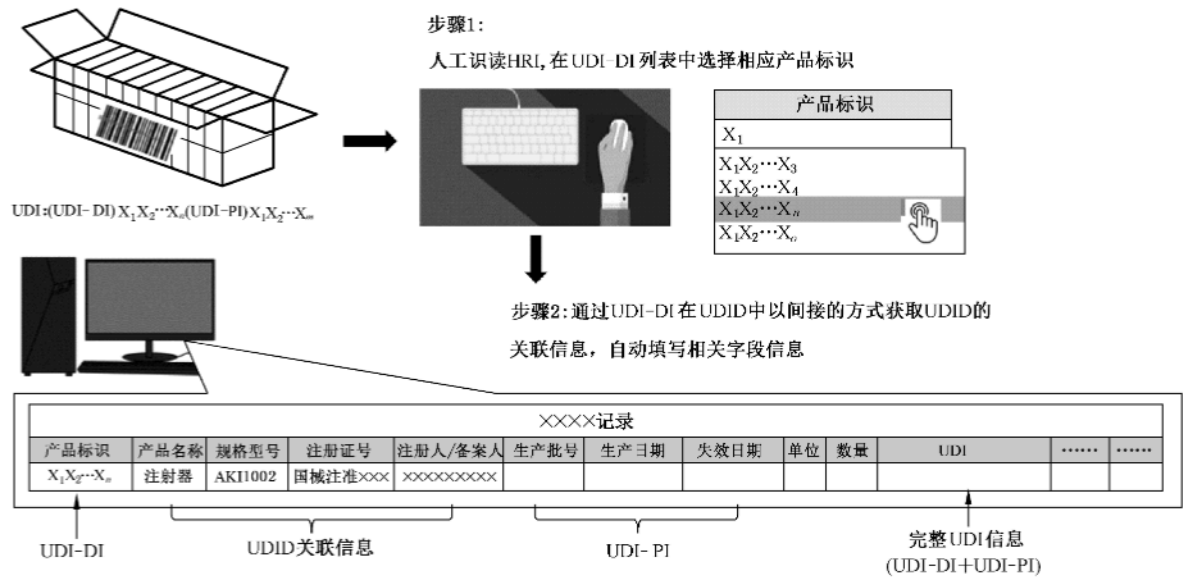 步骤1:
人工识读HRI,在UDI-DI列表中选择相应产品标识
产品标识
X₁
X₁X₂…X₃
X₁X₂…X₄
X₁X₂…Xₙ
X₁X₂…Xₒ
UDI:(UDI-DI)X₁X₂…Xₙ(UDI-PI)X₁X₂…Xₘ
步骤2:通过UDI-DI在UDID中以间接的方式获取UDID的
关联信息,自动填写相关字段信息
××××记录
产品标识 产品名称 规格型号 注册证号 注册人/备案人 生产批号 生产日期 失效日期 单位 数量 UDI …… ……
X₁X₂…Xₙ 注射器 AKI1002 国械注准××× ×××××××××
UDI-DI
UDID关联信息
UDI-PI
完整UDI信息
(UDI-DI+UDI-PI)